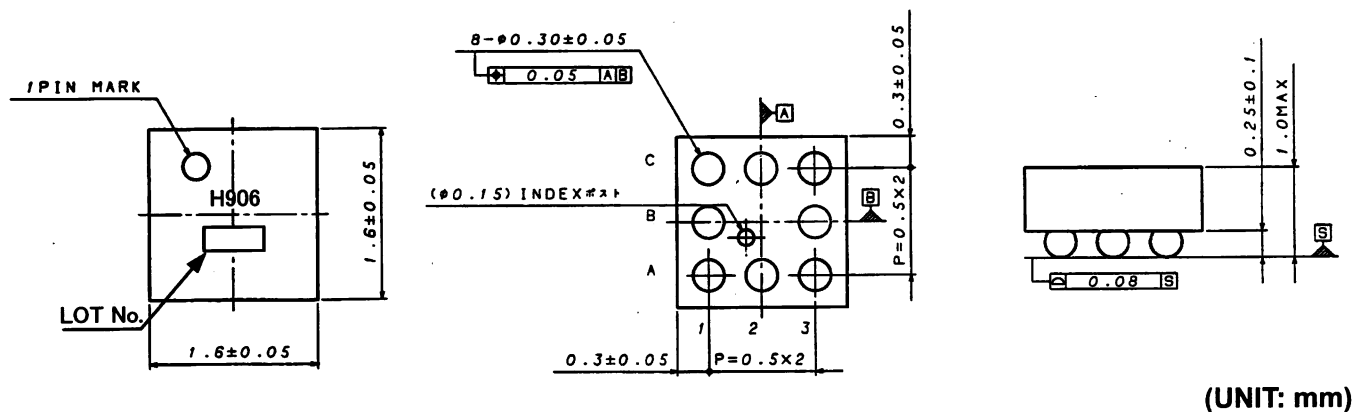 1PIN MARK
H906
LOT No.
1.6±0.05
1.6±0.05
8-φ0.30±0.05
⌖ 0.05 A B
(φ0.15) INDEXポスト
A
B
C
B
A
1 2 3
0.3±0.05
P=0.5×2
0.3±0.05
P=0.5×2
0.25±0.1
1.0MAX
S
⌓ 0.08 S
(UNIT: mm)